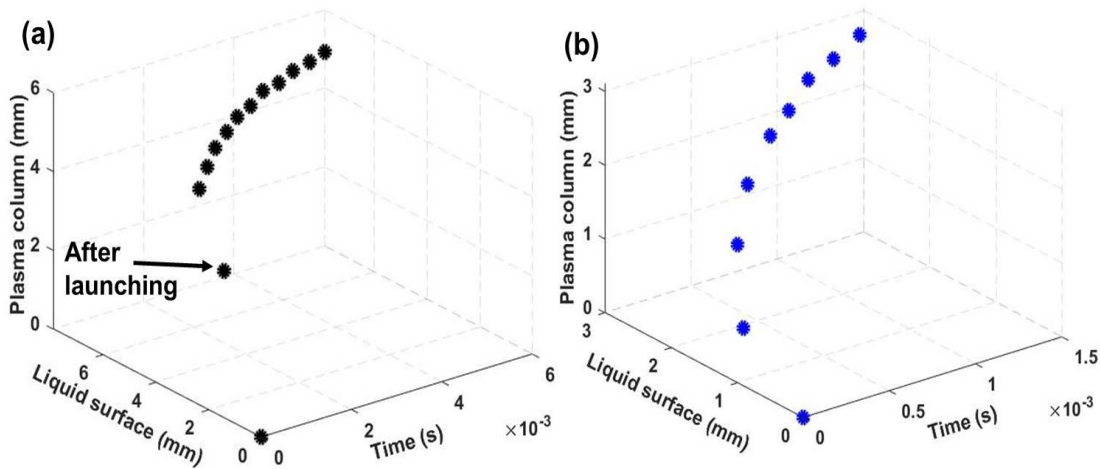 (a)
Plasma column (mm)
6
4
2
0
After
launching
6
4
2
0
Liquid surface (mm)
0
2
4
6
Time (s)
×10-3
(b)
Plasma column (mm)
3
2
1
0
3
2
1
0
Liquid surface (mm)
0
0.5
1
1.5
Time (s)
×10-3